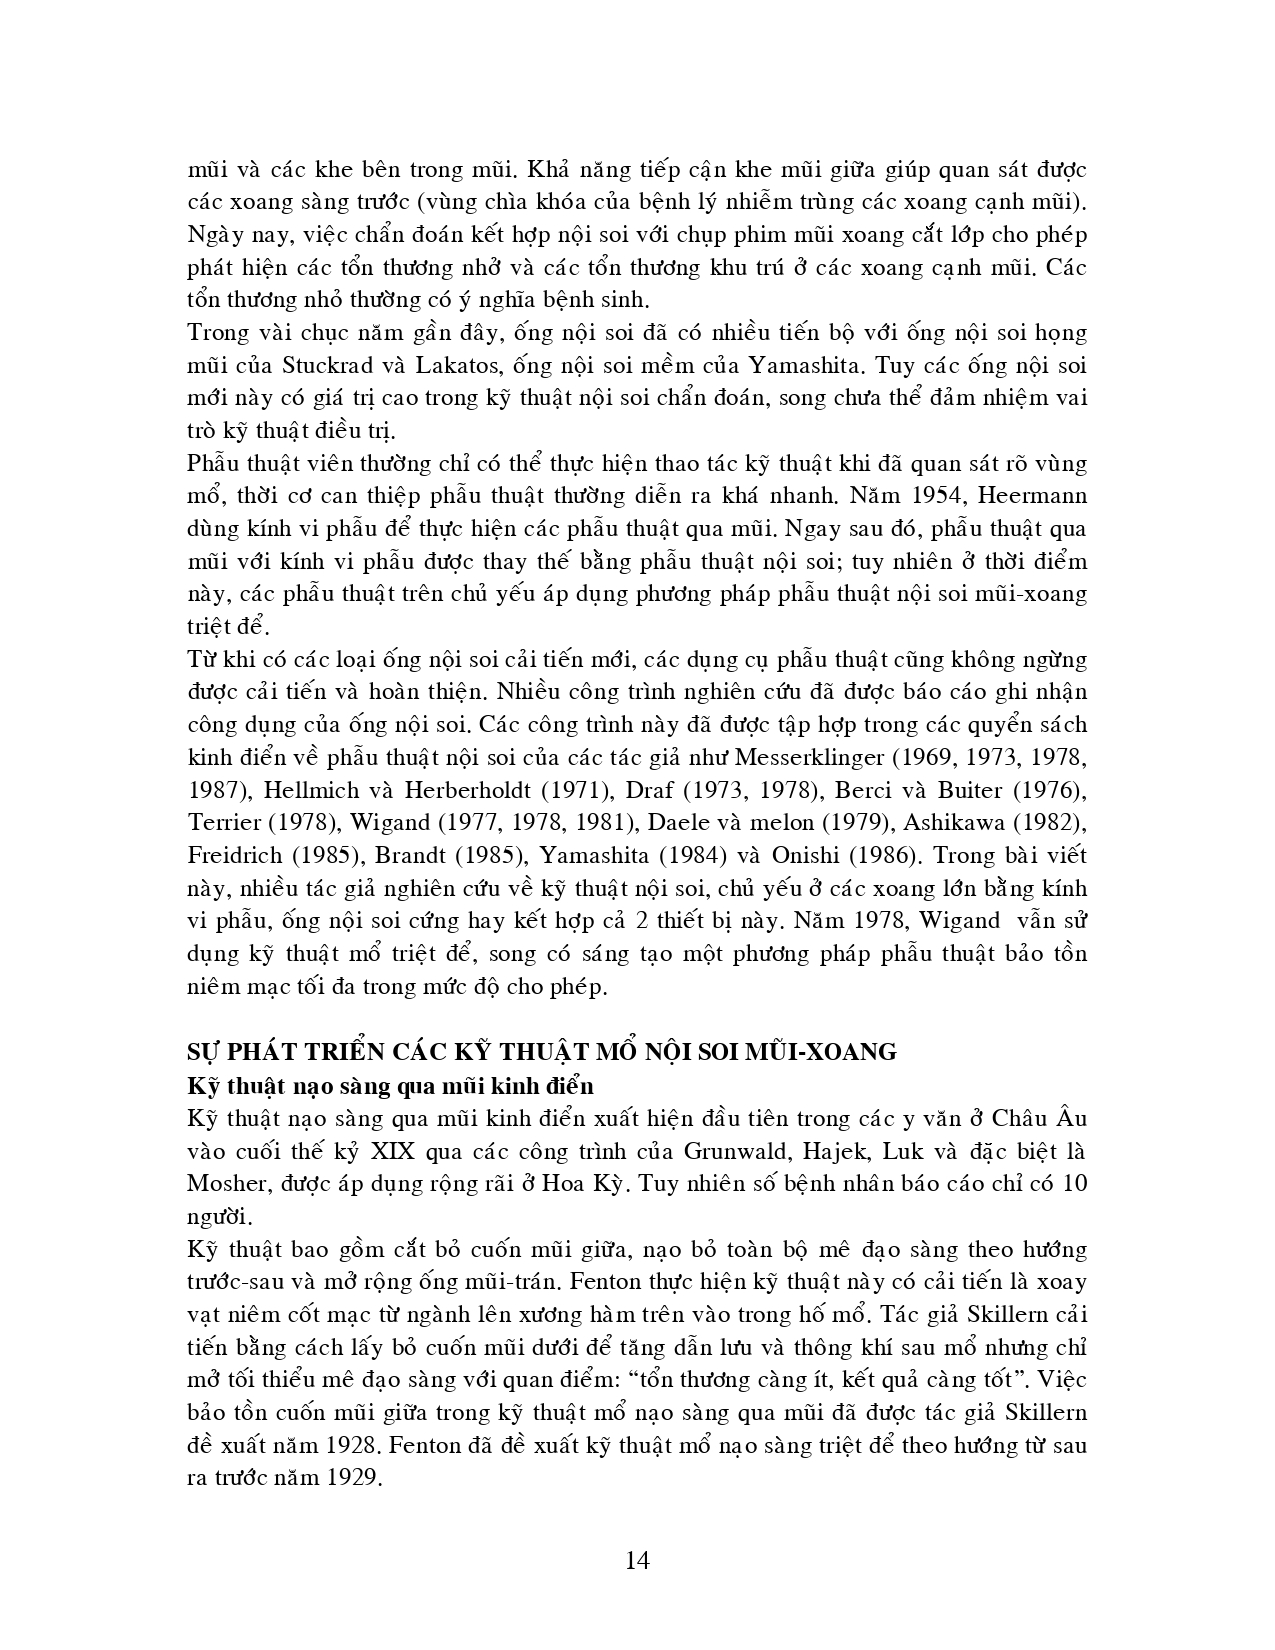 mũi và các khe bên trong mũi. Khả năng tiếp cận khe mũi giữa giúp quan sát được
các xoang sàng trước (vùng chìa khóa của bệnh lý nhiễm trùng các xoang cạnh mũi).
Ngày nay, việc chẩn đoán kết hợp nội soi với chụp phim mũi xoang cắt lớp cho phép
phát hiện các tổn thương nhở và các tổn thương khu trú ở các xoang cạnh mũi. Các
tổn thương nhỏ thường có ý nghĩa bệnh sinh.
Trong vài chục năm gần đây, ống nội soi đã có nhiều tiến bộ với ống nội soi họng
mũi của Stuckrad và Lakatos, ống nội soi mềm của Yamashita. Tuy các ống nội soi
mới này có giá trị cao trong kỹ thuật nội soi chẩn đoán, song chưa thể đảm nhiệm vai
trò kỹ thuật điều trị.
Phẫu thuật viên thường chỉ có thể thực hiện thao tác kỹ thuật khi đã quan sát rõ vùng
mổ, thời cơ can thiệp phẫu thuật thường diễn ra khá nhanh. Năm 1954, Heermann
dùng kính vi phẫu để thực hiện các phẫu thuật qua mũi. Ngay sau đó, phẫu thuật qua
mũi với kính vi phẫu được thay thế bằng phẫu thuật nội soi; tuy nhiên ở thời điểm
này, các phẫu thuật trên chủ yếu áp dụng phương pháp phẫu thuật nội soi mũi-xoang
triệt để.
Từ khi có các loại ống nội soi cải tiến mới, các dụng cụ phẫu thuật cũng không ngừng
được cải tiến và hoàn thiện. Nhiều công trình nghiên cứu đã được báo cáo ghi nhận
công dụng của ống nội soi. Các công trình này đã được tập hợp trong các quyển sách
kinh điển về phẫu thuật nội soi của các tác giả như Messerklinger (1969, 1973, 1978,
1987), Hellmich và Herberholdt (1971), Draf (1973, 1978), Berci và Buiter (1976),
Terrier (1978), Wigand (1977, 1978, 1981), Daele và melon (1979), Ashikawa (1982),
Freidrich (1985), Brandt (1985), Yamashita (1984) và Onishi (1986). Trong bài viết
này, nhiều tác giả nghiên cứu về kỹ thuật nội soi, chủ yếu ở các xoang lớn bằng kính
vi phẫu, ống nội soi cứng hay kết hợp cả 2 thiết bị này. Năm 1978, Wigand vẫn sử
dụng kỹ thuật mổ triệt để, song có sáng tạo một phương pháp phẫu thuật bảo tồn
niêm mạc tối đa trong mức độ cho phép.
SỰ PHÁT TRIỂN CÁC KỸ THUẬT MỔ NỘI SOI MŨI-XOANG
Kỹ thuật nạo sàng qua mũi kinh điển
Kỹ thuật nạo sàng qua mũi kinh điển xuất hiện đầu tiên trong các y văn ở Châu Âu
vào cuối thế kỷ XIX qua các công trình của Grunwald, Hajek, Luk và đặc biệt là
Mosher, được áp dụng rộng rãi ở Hoa Kỳ. Tuy nhiên số bệnh nhân báo cáo chỉ có 10
người.
Kỹ thuật bao gồm cắt bỏ cuốn mũi giữa, nạo bỏ toàn bộ mê đạo sàng theo hướng
trước-sau và mở rộng ống mũi-trán. Fenton thực hiện kỹ thuật này có cải tiến là xoay
vạt niêm cốt mạc từ ngành lên xương hàm trên vào trong hố mổ. Tác giả Skillern cải
tiến bằng cách lấy bỏ cuốn mũi dưới để tăng dẫn lưu và thông khí sau mổ nhưng chỉ
mở tối thiểu mê đạo sàng với quan điểm: “tổn thương càng ít, kết quả càng tốt”. Việc
bảo tồn cuốn mũi giữa trong kỹ thuật mổ nạo sàng qua mũi đã được tác giả Skillern
đề xuất năm 1928. Fenton đã đề xuất kỹ thuật mổ nạo sàng triệt để theo hướng từ sau
ra trước năm 1929.
14